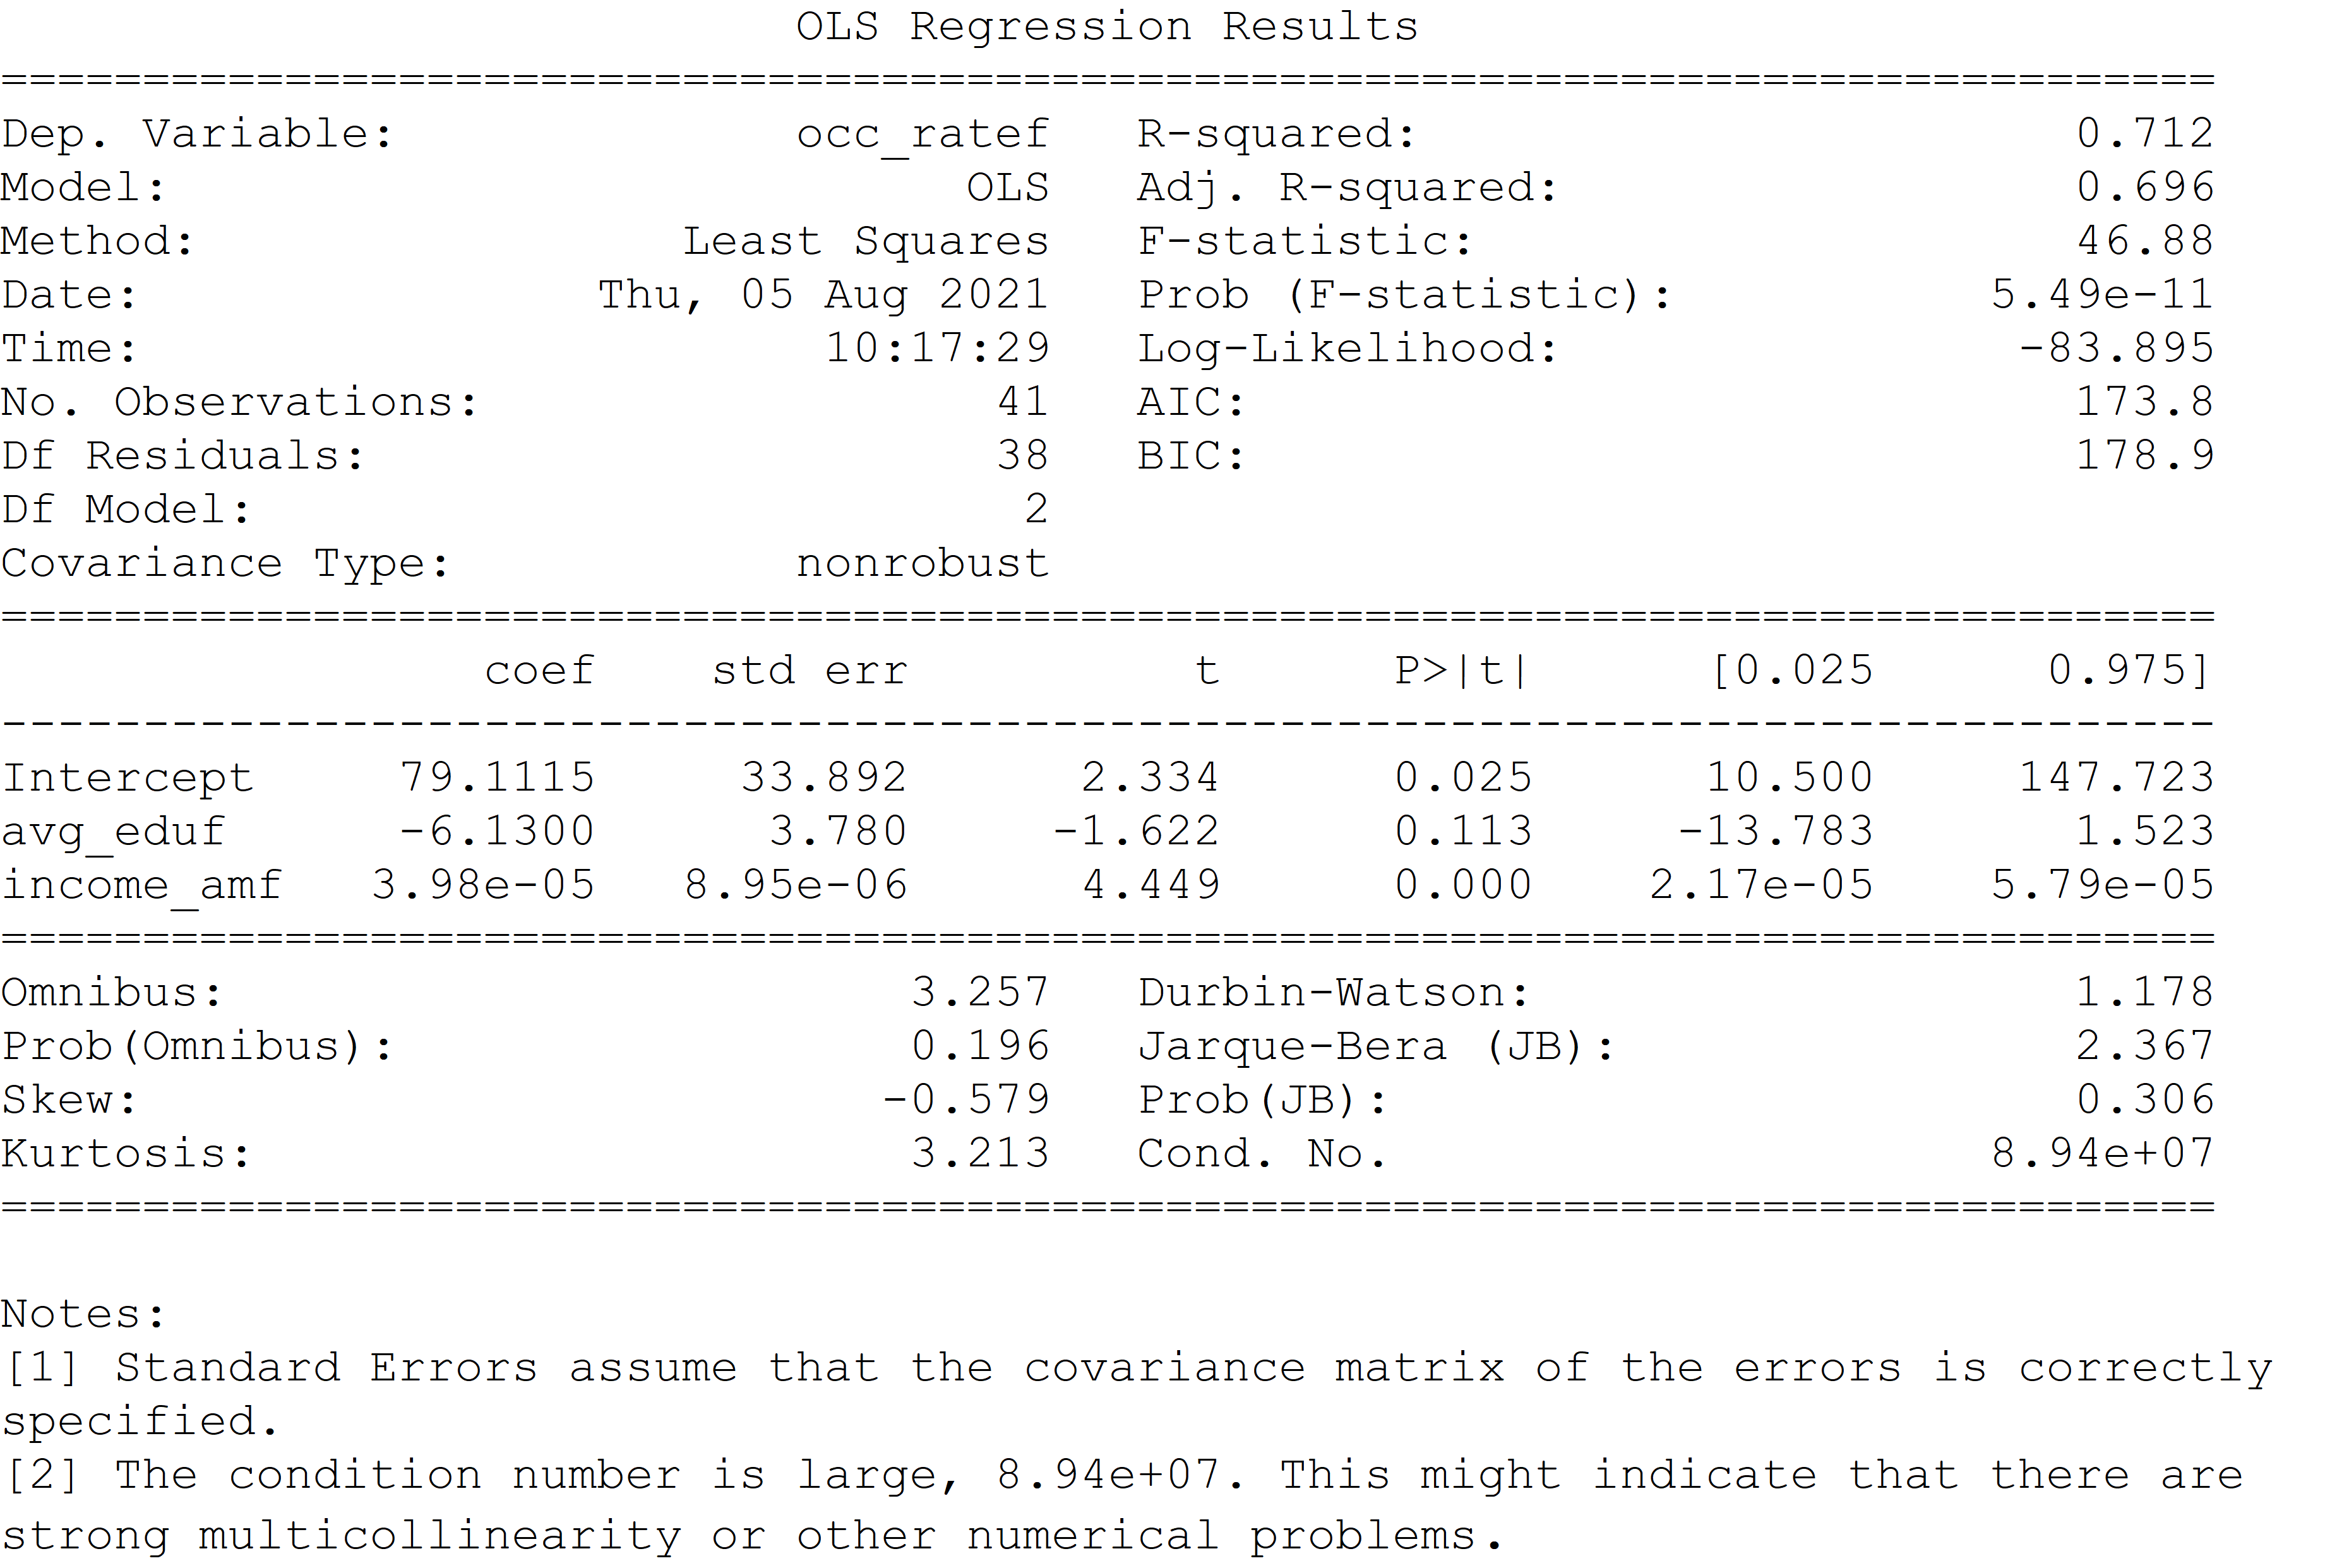 OLS Regression Results
==============================================================================
Dep. Variable:              occ_ratef   R-squared:                       0.712
Model:                            OLS   Adj. R-squared:                  0.696
Method:                 Least Squares   F-statistic:                     46.88
Date:                Thu, 05 Aug 2021   Prob (F-statistic):           5.49e-11
Time:                        10:17:29   Log-Likelihood:                -83.895
No. Observations:                  41   AIC:                             173.8
Df Residuals:                      38   BIC:                             178.9
Df Model:                           2
Covariance Type:            nonrobust
==============================================================================
                 coef    std err          t      P>|t|      [0.025      0.975]
------------------------------------------------------------------------------
Intercept     79.1115     33.892      2.334      0.025      10.500     147.723
avg_eduf      -6.1300      3.780     -1.622      0.113     -13.783       1.523
income_amf   3.98e-05   8.95e-06      4.449      0.000    2.17e-05    5.79e-05
==============================================================================
Omnibus:                        3.257   Durbin-Watson:                   1.178
Prob(Omnibus):                  0.196   Jarque-Bera (JB):                2.367
Skew:                          -0.579   Prob(JB):                        0.306
Kurtosis:                       3.213   Cond. No.                     8.94e+07
==============================================================================
Notes:
[1] Standard Errors assume that the covariance matrix of the errors is correctly
specified.
[2] The condition number is large, 8.94e+07. This might indicate that there are
strong multicollinearity or other numerical problems.